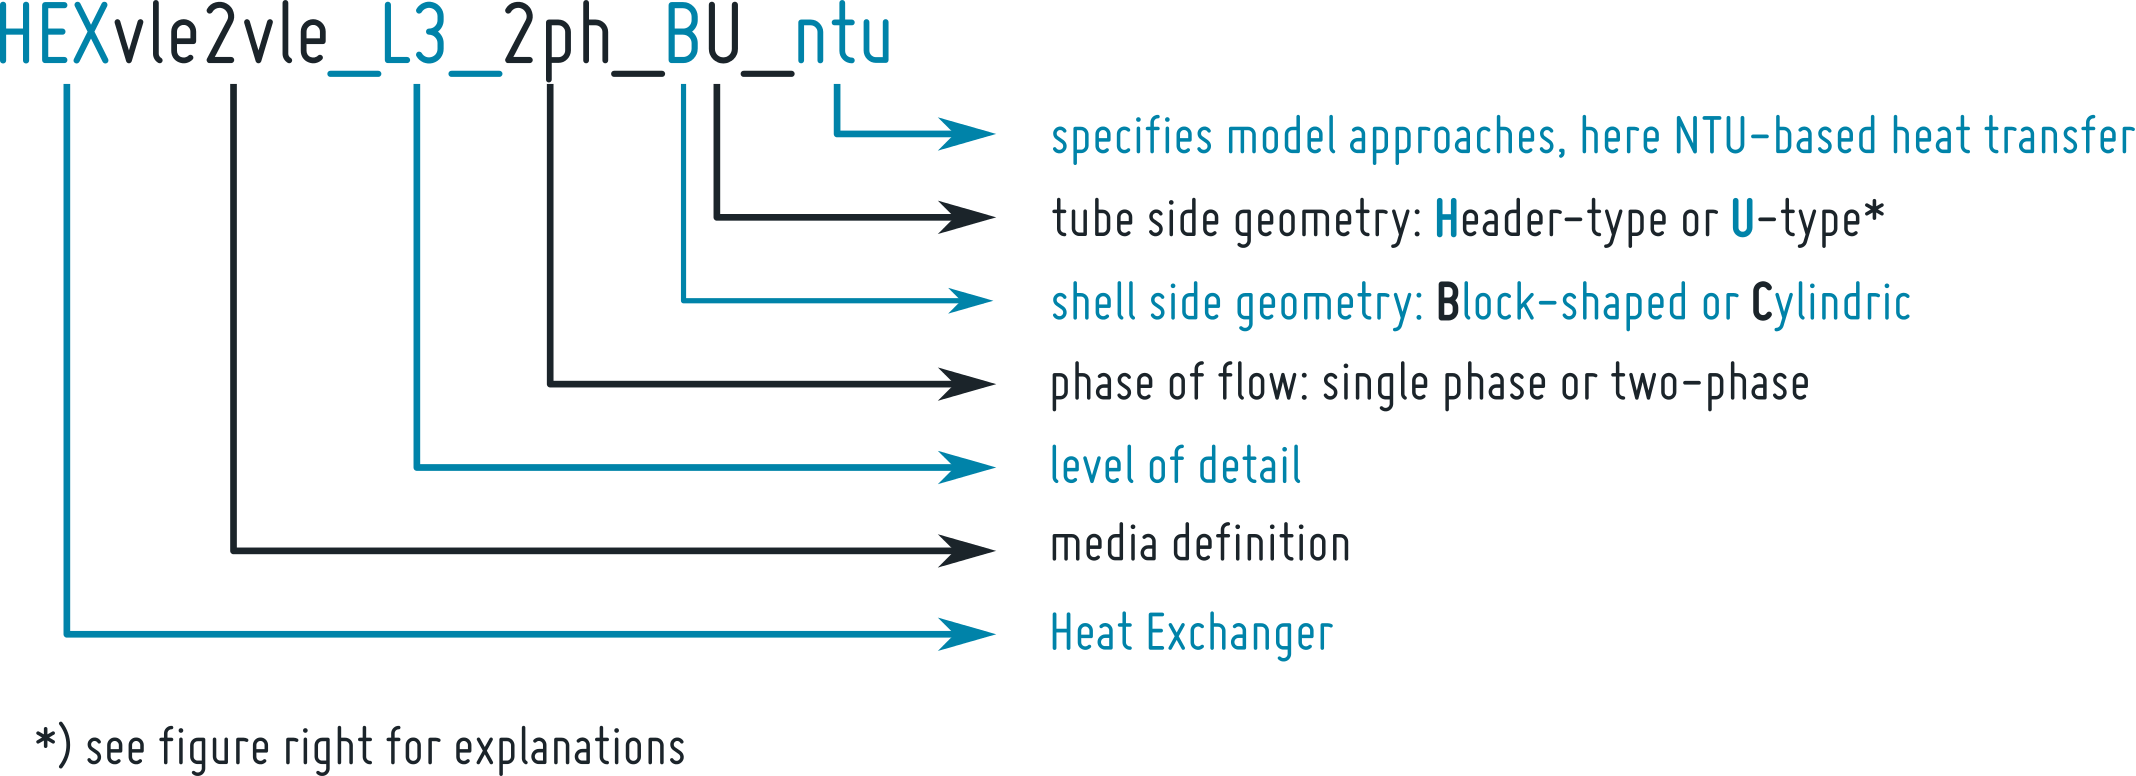 HEXvle2vle_L3_2ph_BU_ntu
specifies model approaches, here NTU-based heat transfer
tube side geometry: Header-type or U-type*
shell side geometry: Block-shaped or Cylindric
phase of flow: single phase or two-phase
level of detail
media definition
Heat Exchanger
*) see figure right for explanations